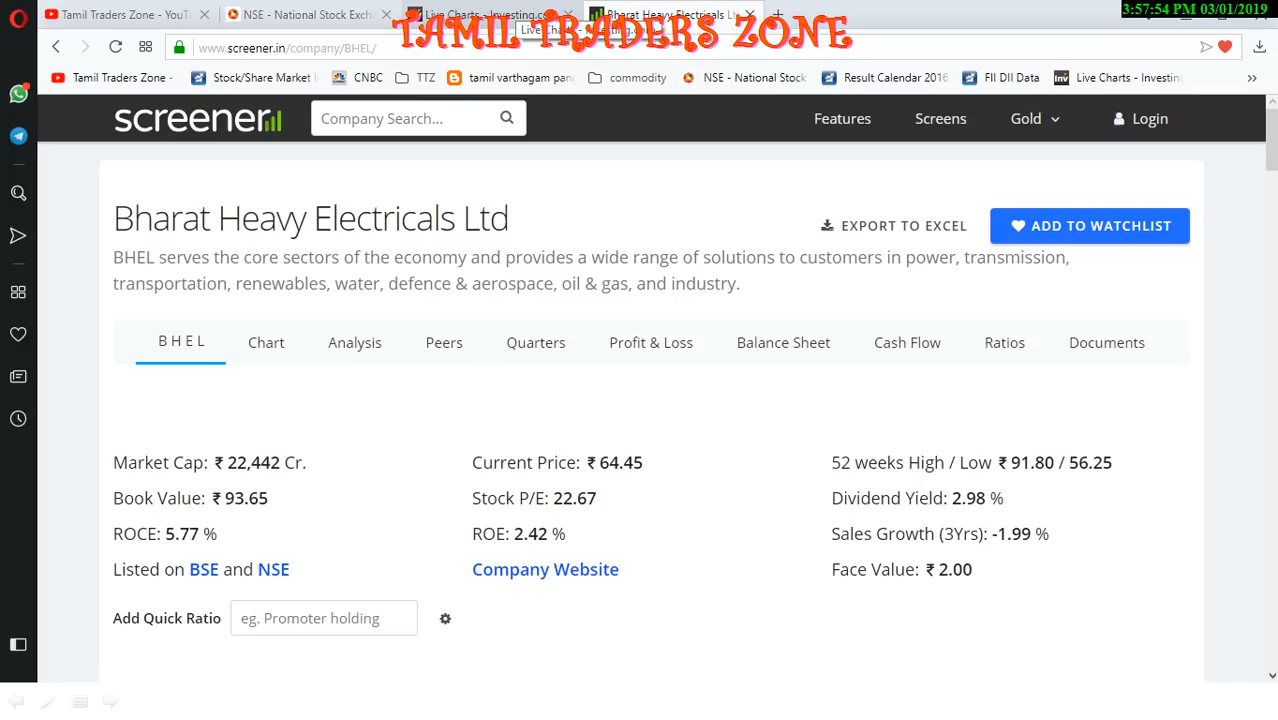 Tamil Traders Zone - YouT
NSE - National Stock Exch
Live Charts - Investing.co
Bharat Heavy Electricals Lt
3:57:54 PM 03/01/2019
TAMIL TRADERS ZONE
www.screener.in/company/BHEL/
Tamil Traders Zone -
Stock/Share Market I
CNBC
TTZ
tamil varthagam pan
commodity
NSE - National Stock
Result Calendar 2016
FII DII Data
Live Charts - Investin
screener
Company Search...
Features
Screens
Gold
Login
Bharat Heavy Electricals Ltd
EXPORT TO EXCEL
ADD TO WATCHLIST
BHEL serves the core sectors of the economy and provides a wide range of solutions to customers in power, transmission,
transportation, renewables, water, defence & aerospace, oil & gas, and industry.
B H E L
Chart
Analysis
Peers
Quarters
Profit & Loss
Balance Sheet
Cash Flow
Ratios
Documents
Market Cap: ₹ 22,442 Cr.
Current Price: ₹ 64.45
52 weeks High / Low ₹ 91.80 / 56.25
Book Value: ₹ 93.65
Stock P/E: 22.67
Dividend Yield: 2.98 %
ROCE: 5.77 %
ROE: 2.42 %
Sales Growth (3Yrs): -1.99 %
Listed on BSE and NSE
Company Website
Face Value: ₹ 2.00
Add Quick Ratio
eg. Promoter holding